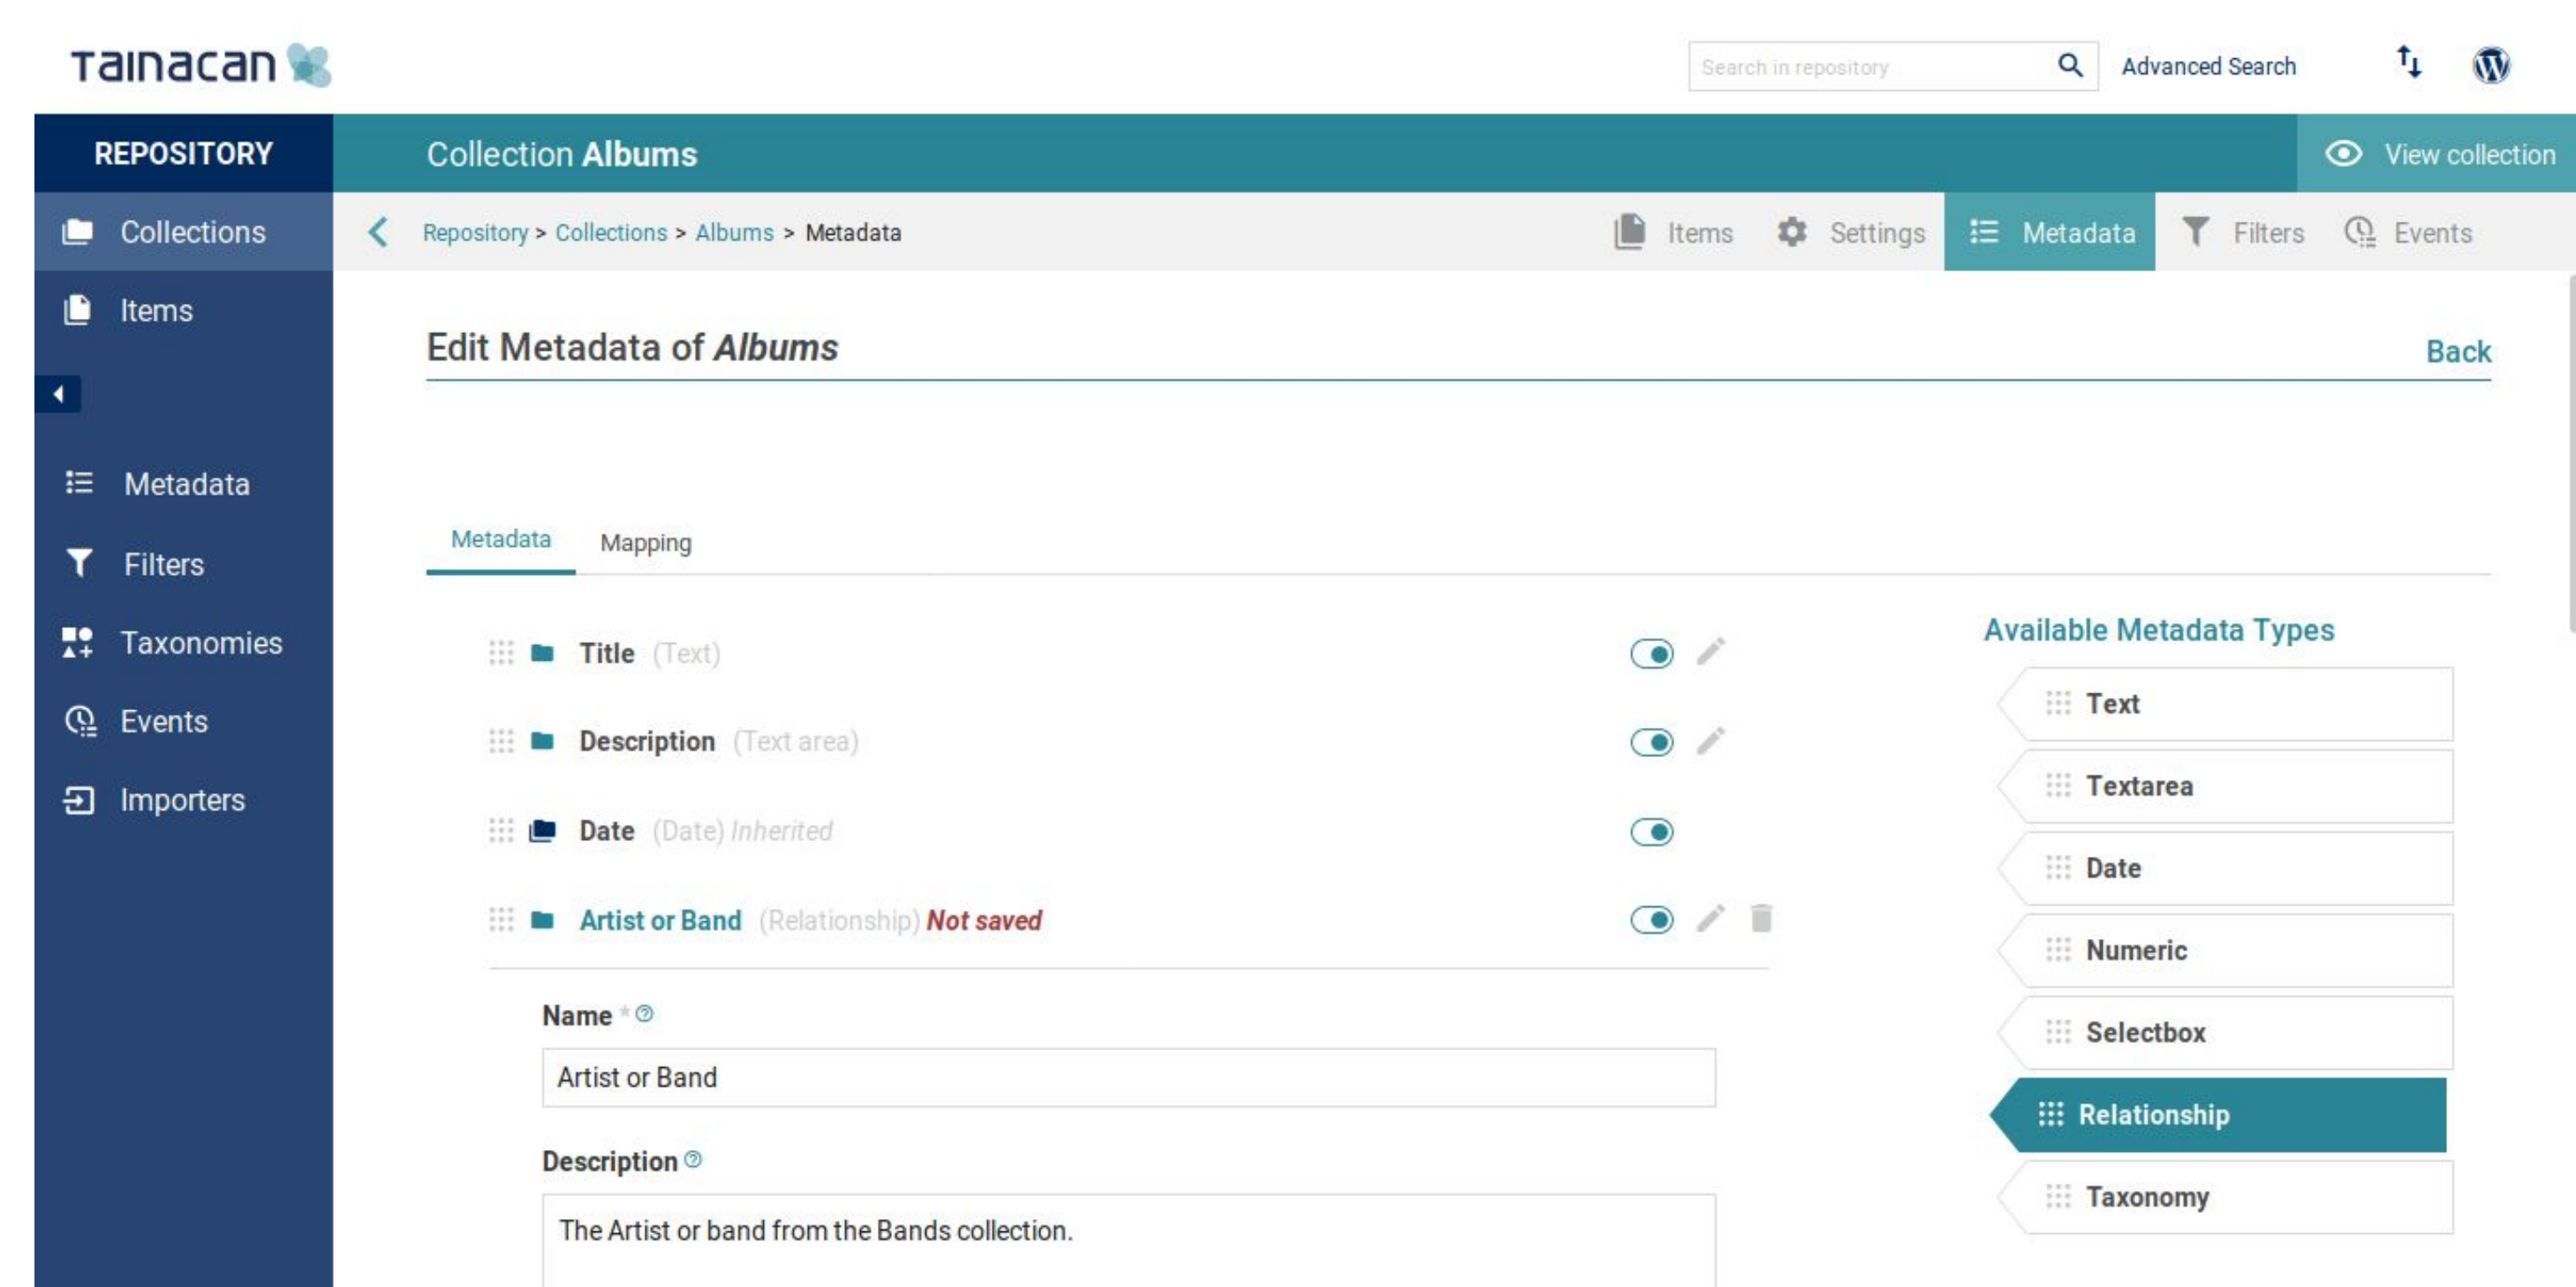 Tainacan
Search in repository
Advanced Search
REPOSITORY
Collection Albums
View collection
Collections
Repository > Collections > Albums > Metadata
Items
Settings
Metadata
Filters
Events
Items
Edit Metadata of Albums
Back
Metadata
Filters
Taxonomies
Events
Importers
Metadata
Mapping
Title (Text)
Description (Text area)
Date (Date) Inherited
Artist or Band (Relationship) Not saved
Name *
Artist or Band
Description
The Artist or band from the Bands collection.
Available Metadata Types
Text
Textarea
Date
Numeric
Selectbox
Relationship
Taxonomy